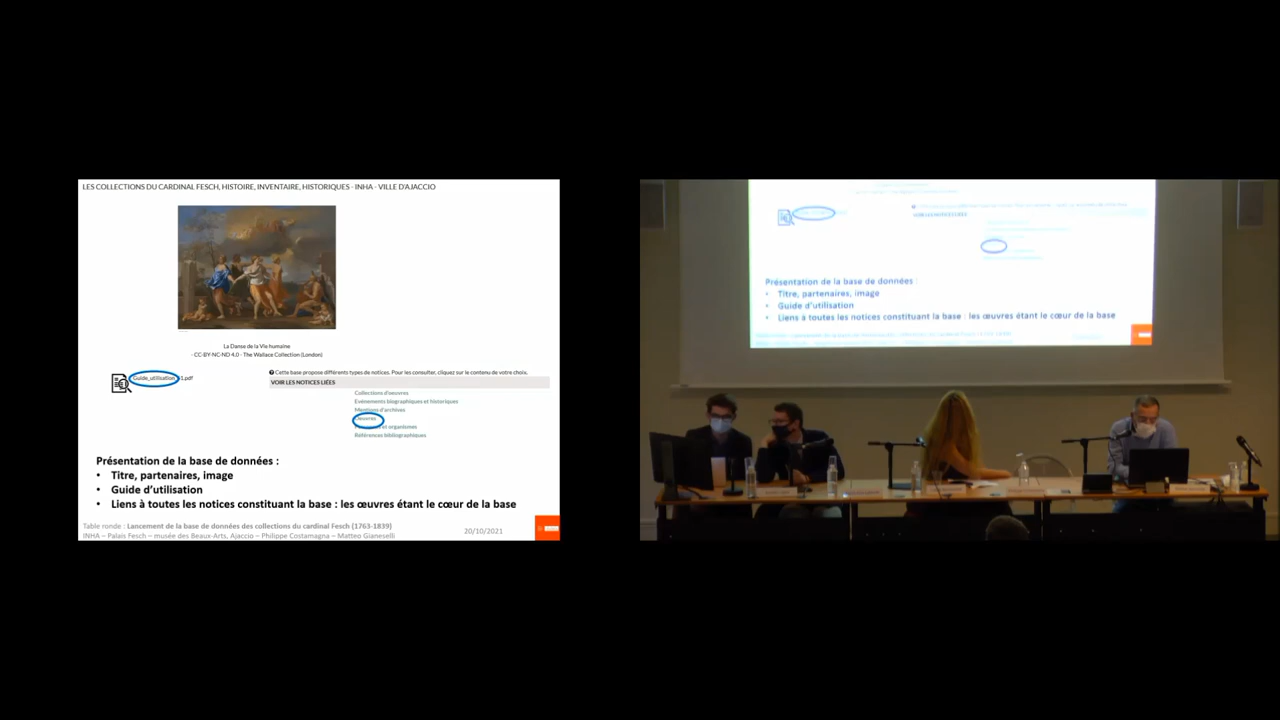 LES COLLECTIONS DU CARDINAL FESCH, HISTOIRE, INVENTAIRE, HISTORIQUES - INHA - VILLE D'AJACCIO
La Danse de la Vie humaine
- CC-BY-NC-ND 4.0 - The Wallace Collection (London)
Guide_utilisation 1.pdf
Cette base propose différents types de notices. Pour les consulter, cliquez sur le contenu de votre choix.
VOIR LES NOTICES LIÉES
Collections d'oeuvres
Evénements biographiques et historiques
Mentions d'archives
Oeuvres
et organismes
Références bibliographiques
Présentation de la base de données :
• Titre, partenaires, image
• Guide d'utilisation
• Liens à toutes les notices constituant la base : les œuvres étant le cœur de la base
Table ronde : Lancement de la base de données des collections du cardinal Fesch (1763-1839)
INHA – Palais Fesch – musée des Beaux-Arts, Ajaccio – Philippe Costamagna – Matteo Gianeselli
20/10/2021
Présentation de la base de données :
• Titre, partenaires, image
• Guide d'utilisation
• Liens à toutes les notices constituant la base : les œuvres étant le cœur de la base